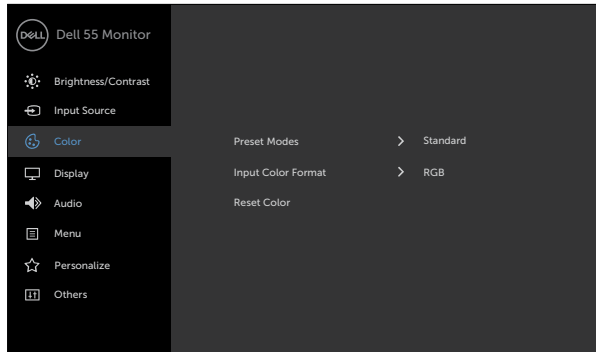 DELL Dell 55 Monitor
Brightness/Contrast
Input Source
Color
Preset Modes > Standard
Display
Input Color Format > RGB
Audio
Reset Color
Menu
Personalize
Others